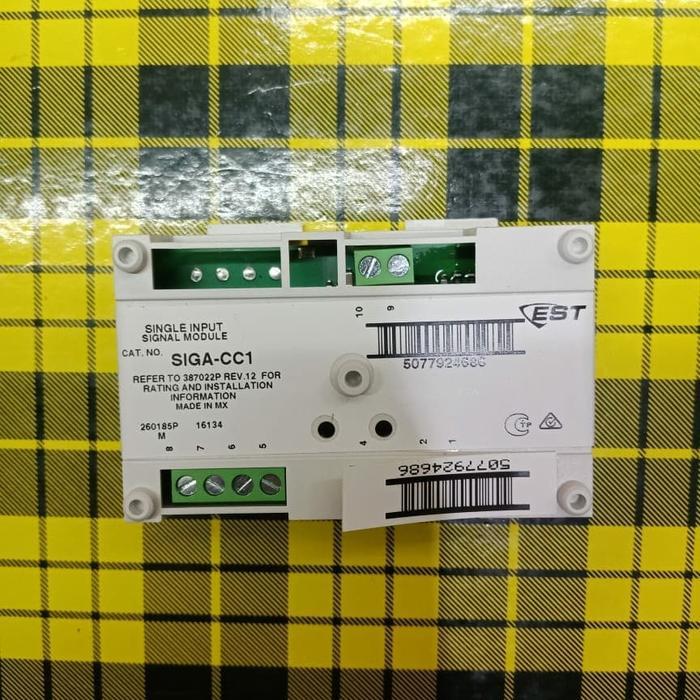 10 9
EST
5077924686
SINGLE INPUT
SIGNAL MODULE
CAT. NO. SIGA-CC1
REFER TO 387022P REV.12 FOR
RATING AND INSTALLATION
INFORMATION
MADE IN MX
260185P 16134
M
8 7 6 5 4 2 1
5077924686